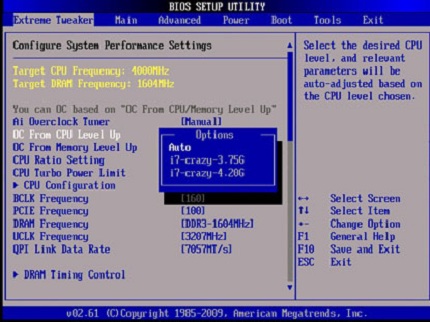 BIOS SETUP UTILITY
Extreme Tweaker Main Advanced Power Boot Tools Exit
Configure System Performance Settings
Target CPU Frequency: 4000MHz
Target DRAM Frequency: 1604MHz
You can OC based on "OC From CPU/Memory Level Up"
Ai Overclock Tuner [Manual]
OC From CPU Level Up
OC From Memory Level Up
CPU Ratio Setting
CPU Turbo Power Limit
CPU Configuration
BCLK Frequency [160]
PCIE Frequency [100]
DRAM Frequency [DDR3-1604MHz]
UCLK Frequency [3207MHz]
QPI Link Data Rate [7057MT/s]
DRAM Timing Control
Options
Auto
i7-crazy-3.75G
i7-crazy-4.20G
Select the desired CPU
level, and relevant
parameters will be
auto-adjusted based on
the CPU level chosen.
↔ Select Screen
↑↓ Select Item
+- Change Option
F1 General Help
F10 Save and Exit
ESC Exit
v02.61 (C)Copyright 1985-2009, American Megatrends, Inc.